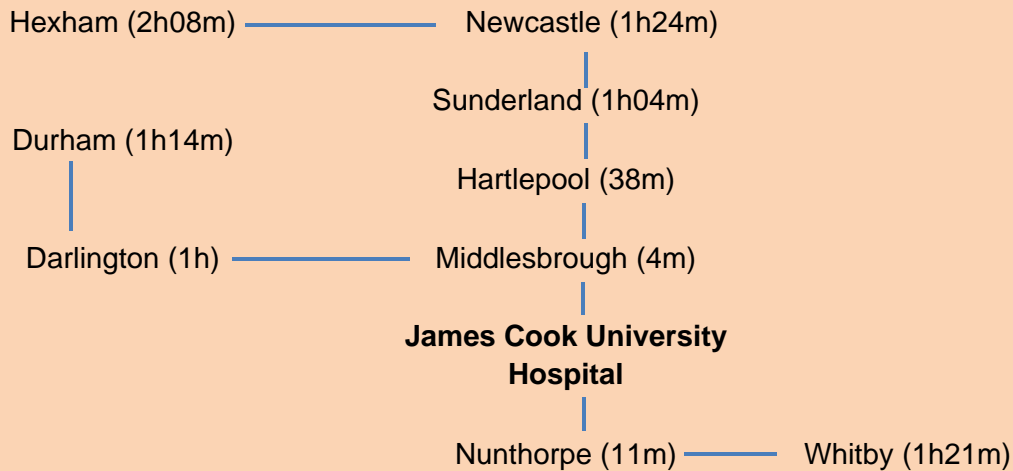 Hexham (2h08m) Newcastle (1h24m)
Sunderland (1h04m)
Durham (1h14m)
Hartlepool (38m)
Darlington (1h) Middlesbrough (4m)
James Cook University
Hospital
Nunthorpe (11m) Whitby (1h21m)